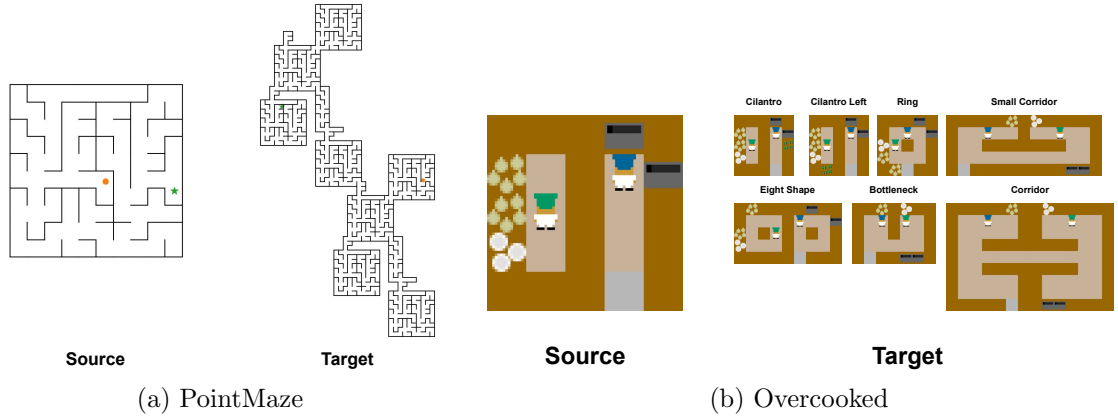 Cilantro
Cilantro Left
Ring
Small Corridor
Eight Shape
Bottleneck
Corridor
Source
Target
Source
Target
(a) PointMaze
(b) Overcooked